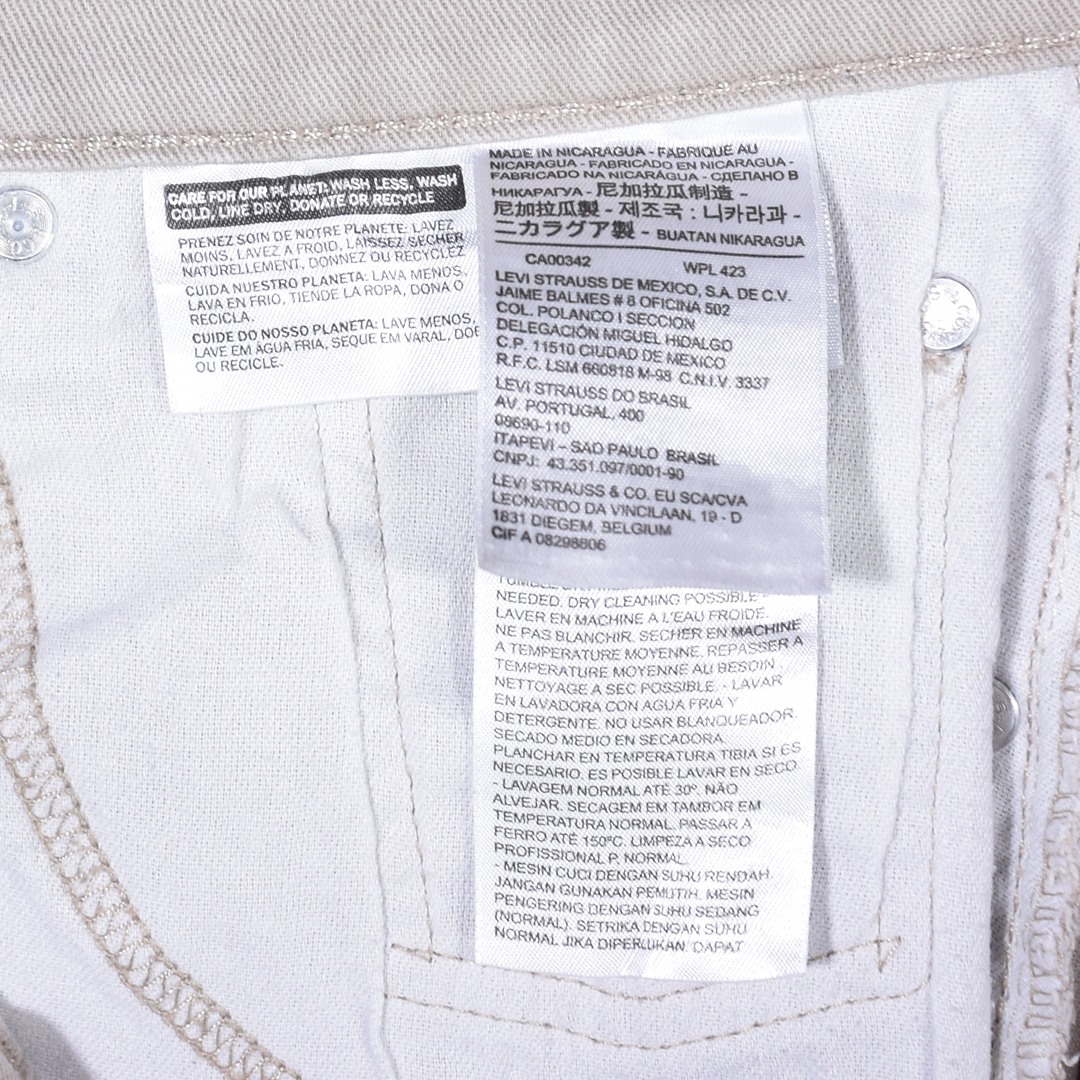 CARE FOR OUR PLANET: WASH LESS, WASH
COLD, LINE DRY, DONATE OR RECYCLE
PRENEZ SOIN DE NOTRE PLANETE: LAVEZ
MOINS, LAVEZ A FROID, LAISSEZ SECHER
NATURELLEMENT, DONNEZ OU RECYCLEZ
CUIDA NUESTRO PLANETA: LAVA MENOS,
LAVA EN FRIO, TIENDE LA ROPA, DONA O
RECICLA.
CUIDE DO NOSSO PLANETA: LAVE MENOS,
LAVE EM ÁGUA FRIA, SEQUE EM VARAL, DOE
OU RECICLE.
MADE IN NICARAGUA - FABRIQUE AU
NICARAGUA - FABRICADO EN NICARAGUA -
FABRICADO NA NICARÁGUA - СДЕЛАНО В
НИКАРАГУА - 尼加拉瓜制造 -
尼加拉瓜製 - 제조국 : 니카라과 -
ニカラグア製 - BUATAN NIKARAGUA
CA00342 WPL 423
LEVI STRAUSS DE MEXICO, S.A. DE C.V.
JAIME BALMES # 8 OFICINA 502
COL. POLANCO I SECCION
DELEGACIÓN MIGUEL HIDALGO
C.P. 11510 CIUDAD DE MEXICO
R.F.C. LSM 660818 M-98 C.N.I.V. 3337
LEVI STRAUSS DO BRASIL
AV. PORTUGAL, 400
08690-110
ITAPEVI – SAO PAULO BRASIL
CNPJ: 43.351.097/0001-90
LEVI STRAUSS & CO. EU SCA/CVA
LEONARDO DA VINCILAAN, 19 - D
1831 DIEGEM, BELGIUM
CIF A 08298606
NEEDED. DRY CLEANING POSSIBLE -
LAVER EN MACHINE A L'EAU FROIDE.
NE PAS BLANCHIR. SECHER EN MACHINE
A TEMPERATURE MOYENNE. REPASSER A
TEMPERATURE MOYENNE AU BESOIN.
NETTOYAGE A SEC POSSIBLE. - LAVAR
EN LAVADORA CON AGUA FRIA Y
DETERGENTE. NO USAR BLANQUEADOR.
SECADO MEDIO EN SECADORA.
PLANCHAR EN TEMPERATURA TIBIA SI ES
NECESARIO. ES POSIBLE LAVAR EN SECO.
- LAVAGEM NORMAL ATÉ 30º. NÃO
ALVEJAR. SECAGEM EM TAMBOR EM
TEMPERATURA NORMAL. PASSAR A
FERRO ATÉ 150ºC. LIMPEZA A SECO
PROFISSIONAL P, NORMAL.
- MESIN CUCI DENGAN SUHU RENDAH.
JANGAN GUNAKAN PEMUTIH. MESIN
PENGERING DENGAN SUHU SEDANG
(NORMAL). SETRIKA DENGAN SUHU
NORMAL JIKA DIPERLUKAN. DAPAT